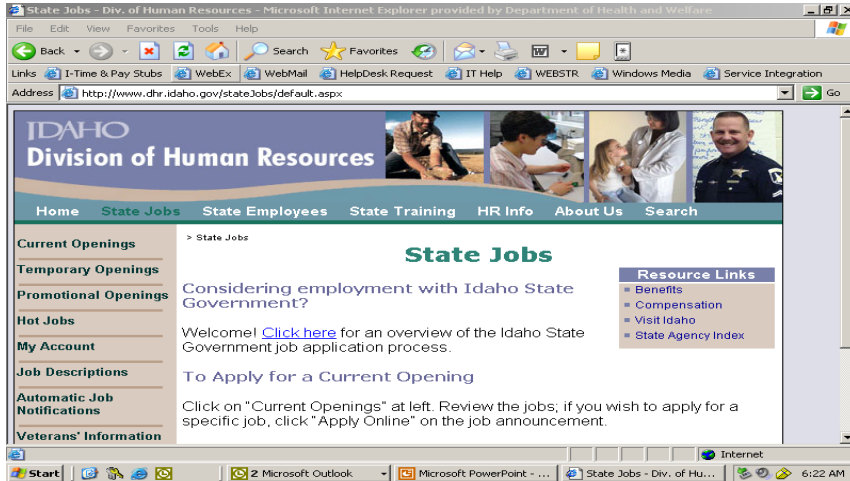 State Jobs - Div. of Human Resources - Microsoft Internet Explorer provided by Department of Health and Welfare
File Edit View Favorites Tools Help
Back Search Favorites
Links I-Time & Pay Stubs WebEx WebMail HelpDesk Request IT Help WEBSTR Windows Media Service Integration
Address http://www.dhr.idaho.gov/stateJobs/default.aspx Go
IDAHO
Division of Human Resources
Home State Jobs State Employees State Training HR Info About Us Search
Current Openings
Temporary Openings
Promotional Openings
Hot Jobs
My Account
Job Descriptions
Automatic Job
Notifications
Veterans' Information
> State Jobs
State Jobs
Considering employment with Idaho State
Government?
Welcome! Click here for an overview of the Idaho State
Government job application process.
To Apply for a Current Opening
Click on "Current Openings" at left. Review the jobs; if you wish to apply for a
specific job, click "Apply Online" on the job announcement.
Resource Links
Benefits
Compensation
Visit Idaho
State Agency Index
Internet
Start 2 Microsoft Outlook Microsoft PowerPoint - ... State Jobs - Div. of Hu... 6:22 AM